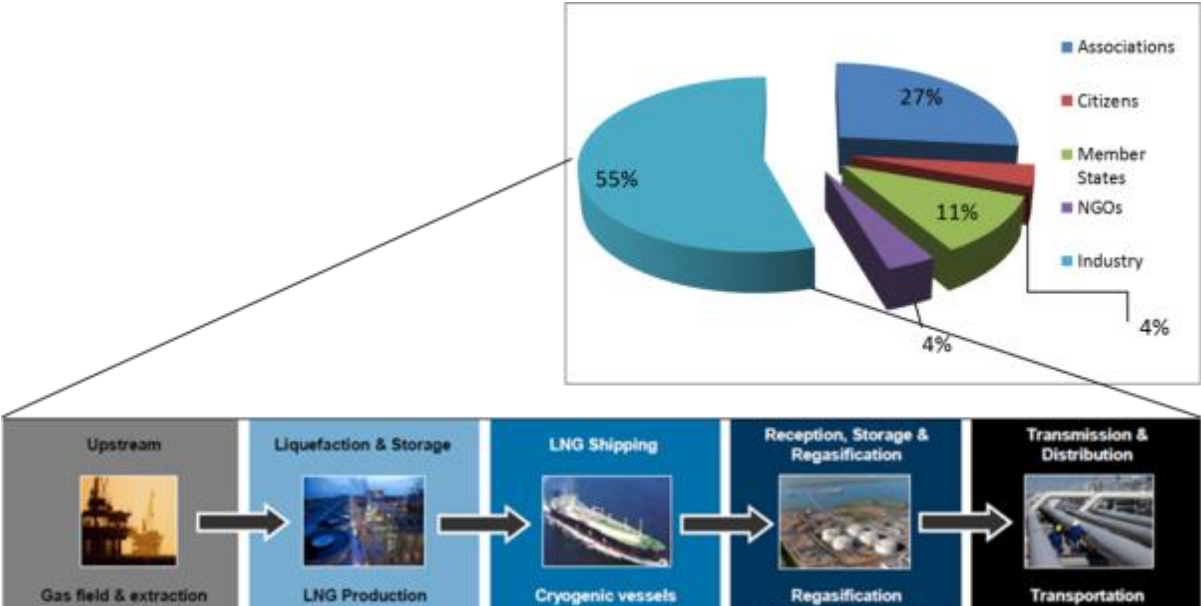 27%
55%
11%
4%
4%
Associations
Citizens
Member
States
NGOs
Industry
Upstream
Gas field & extraction
Liquefaction & Storage
LNG Production
LNG Shipping
Cryogenic vessels
Reception, Storage &
Regasification
Regasification
Transmission &
Distribution
Transportation